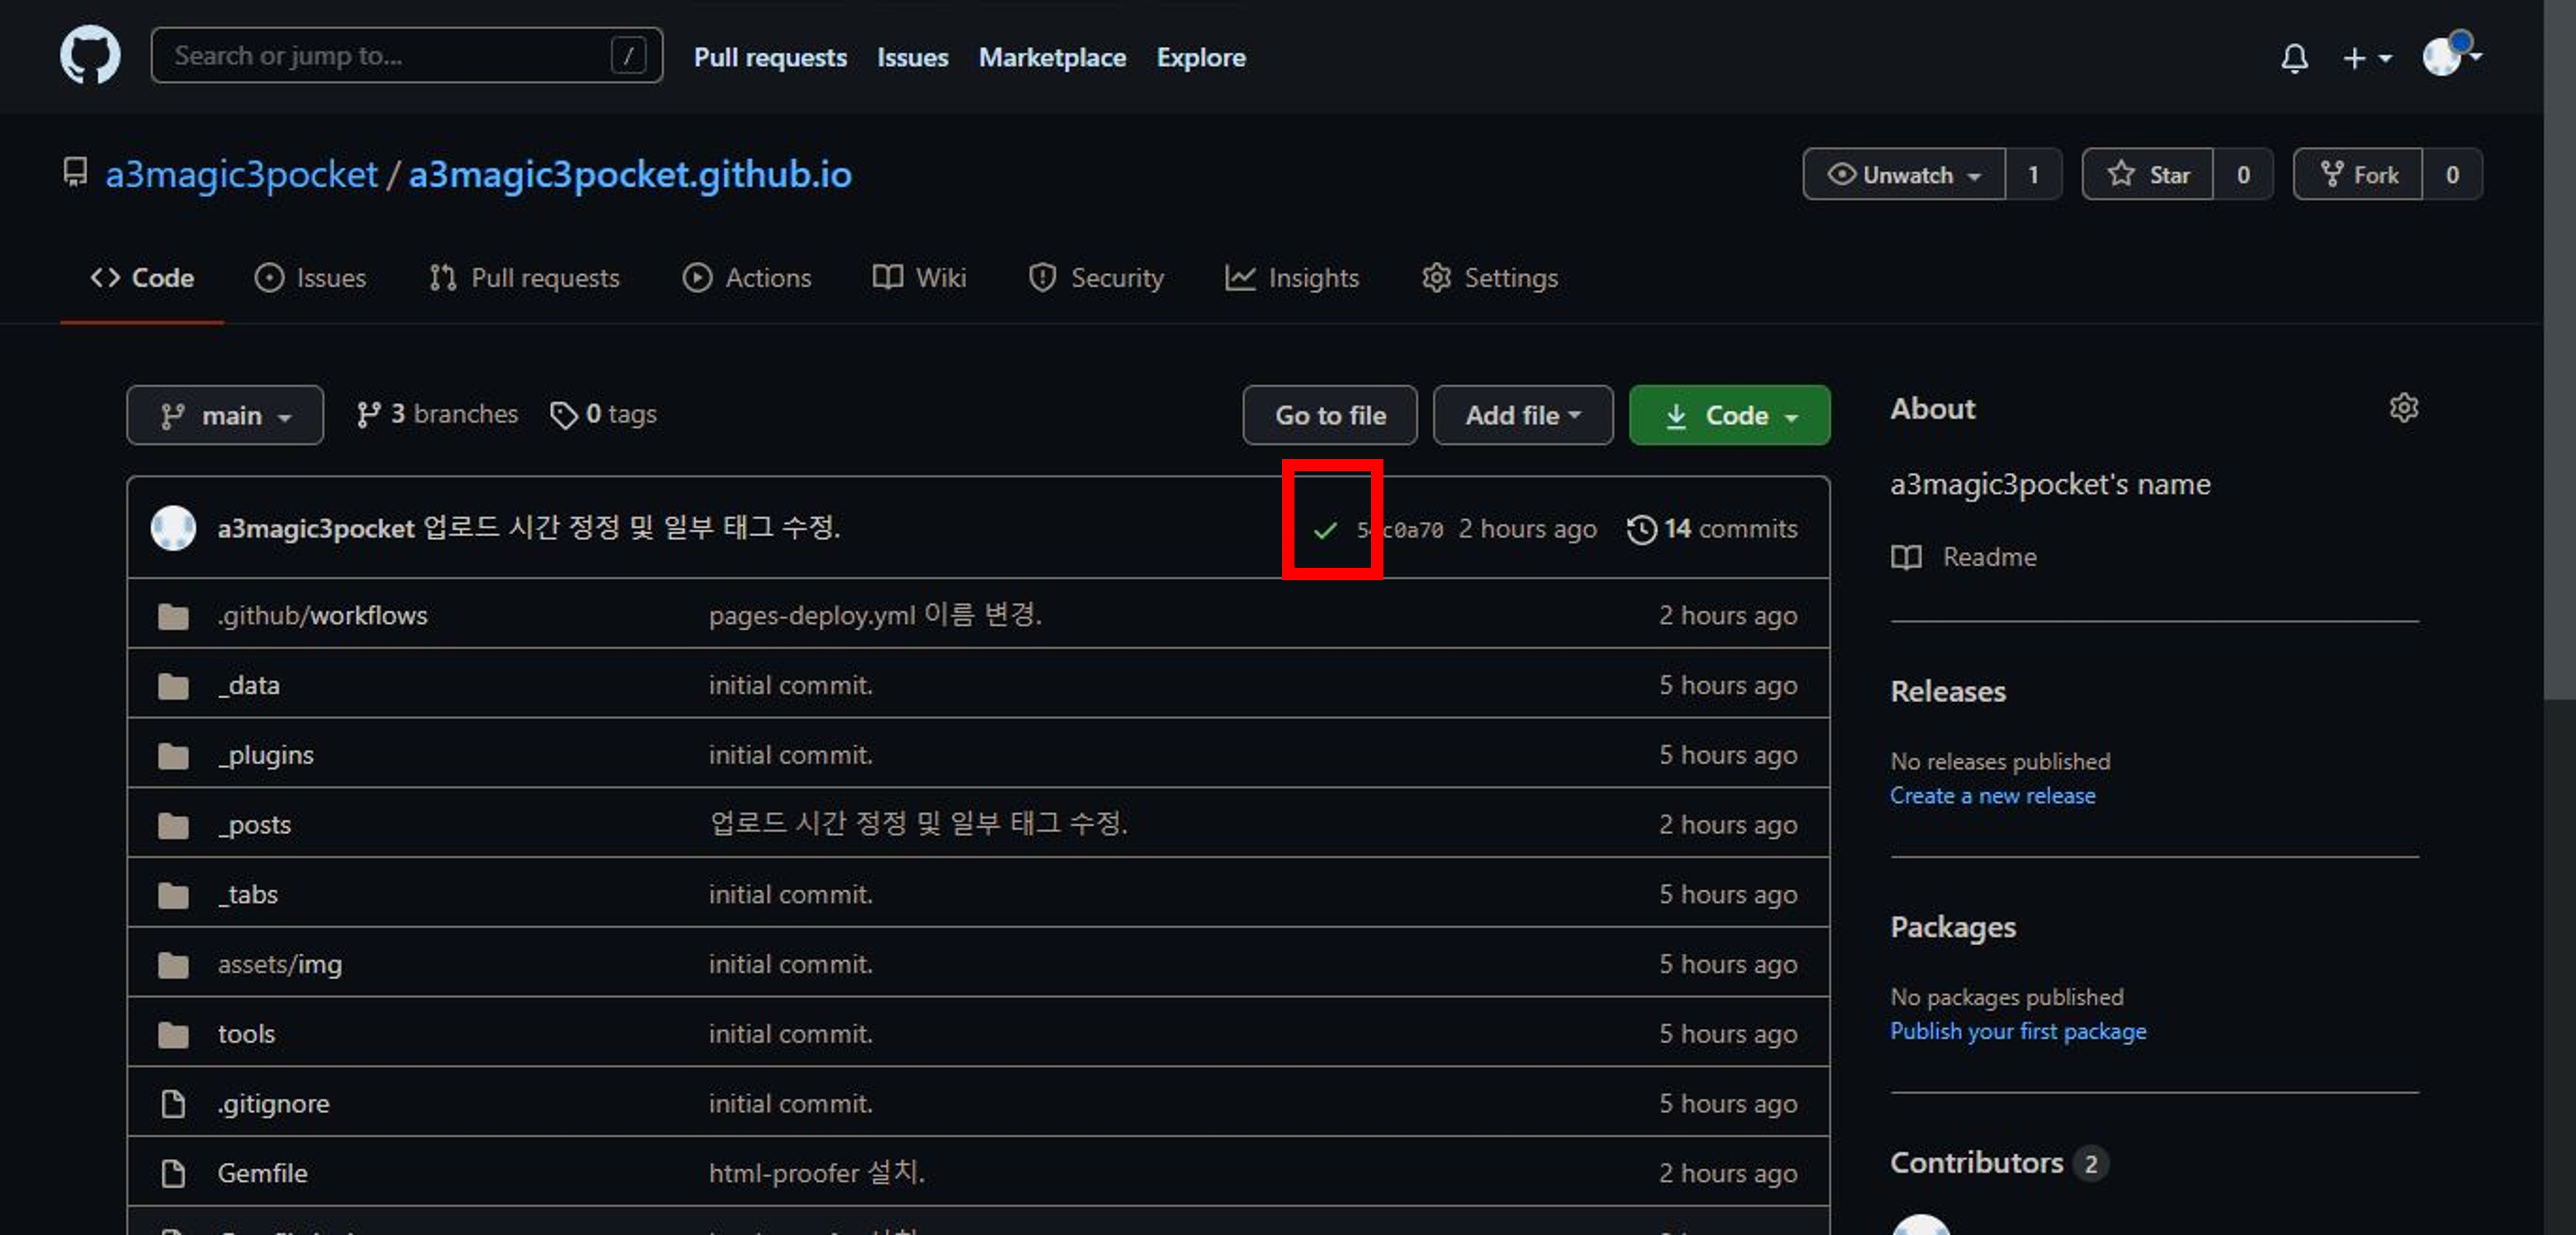 Search or jump to... / Pull requests Issues Marketplace Explore
a3magic3pocket / a3magic3pocket.github.io Unwatch 1 Star 0 Fork 0
Code Issues Pull requests Actions Wiki Security Insights Settings
main 3 branches 0 tags Go to file Add file Code
About
a3magic3pocket's name
Readme
a3magic3pocket 업로드 시간 정정 및 일부 태그 수정. 54c0a70 2 hours ago 14 commits
.github/workflows pages-deploy.yml 이름 변경. 2 hours ago
_data initial commit. 5 hours ago
_plugins initial commit. 5 hours ago
_posts 업로드 시간 정정 및 일부 태그 수정. 2 hours ago
_tabs initial commit. 5 hours ago
assets/img initial commit. 5 hours ago
tools initial commit. 5 hours ago
.gitignore initial commit. 5 hours ago
Gemfile html-proofer 설치. 2 hours ago
Releases
No releases published
Create a new release
Packages
No packages published
Publish your first package
Contributors 2